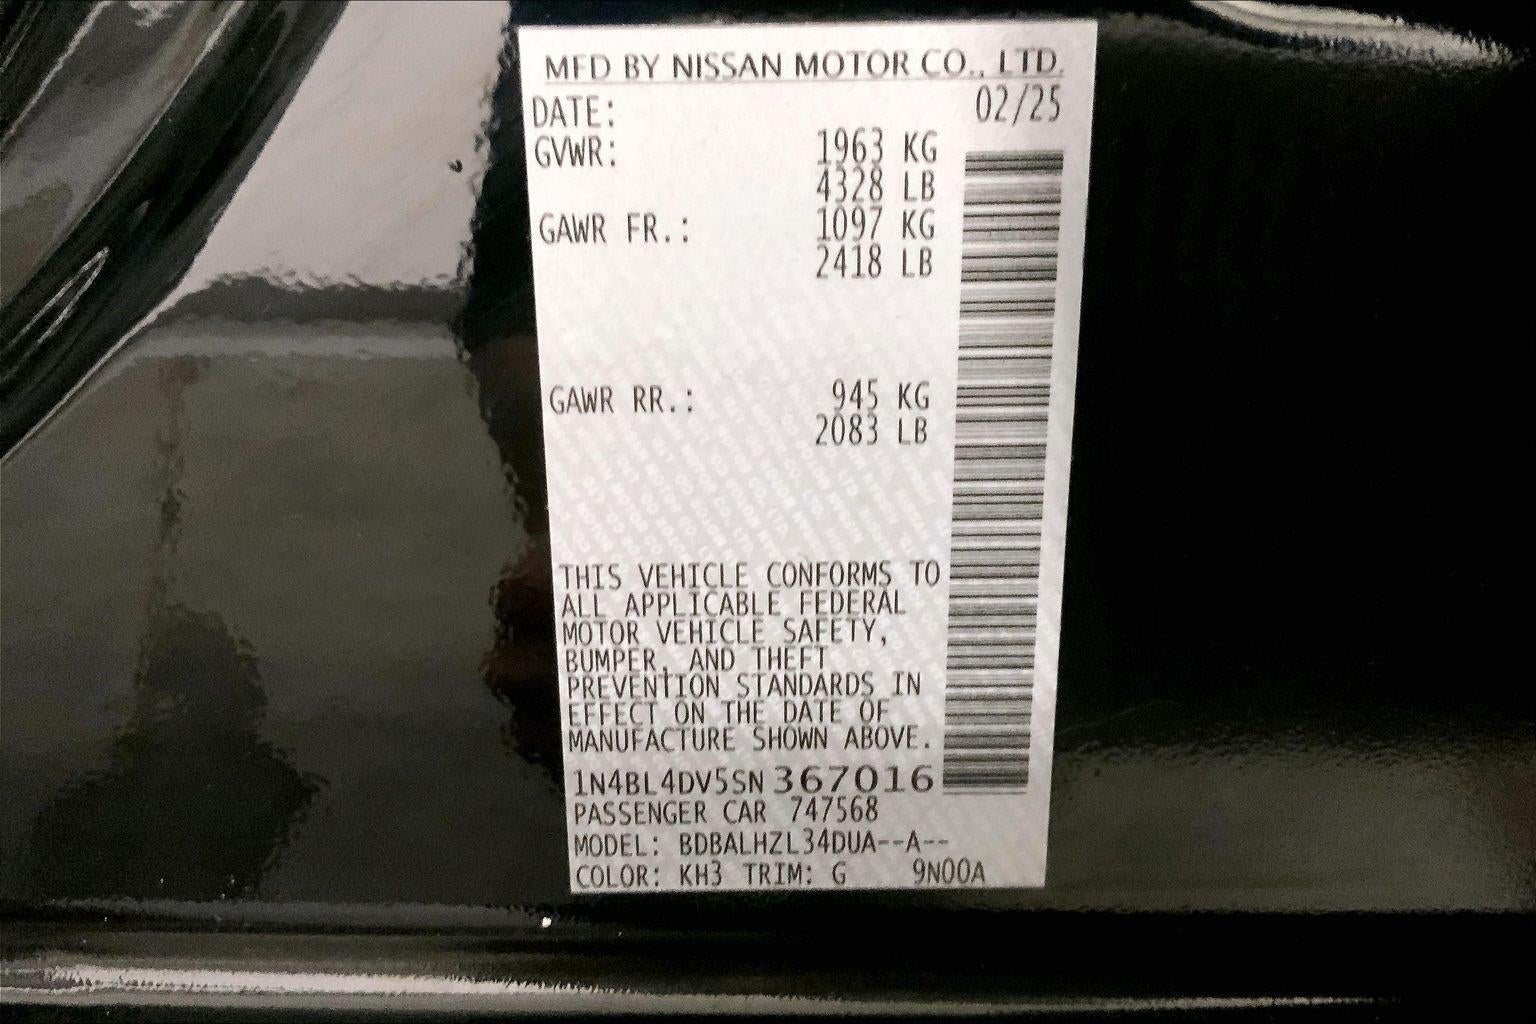 MFD BY NISSAN MOTOR CO., LTD.
DATE: 02/25
GVWR: 1963 KG
4328 LB
GAWR FR.: 1097 KG
2418 LB
GAWR RR.: 945 KG
2083 LB
THIS VEHICLE CONFORMS TO
ALL APPLICABLE FEDERAL
MOTOR VEHICLE SAFETY,
BUMPER, AND THEFT
PREVENTION STANDARDS IN
EFFECT ON THE DATE OF
MANUFACTURE SHOWN ABOVE.
1N4BL4DV5SN367016
PASSENGER CAR 747568
MODEL: BDBALHZL34DUA--A--
COLOR: KH3 TRIM: G 9N00A